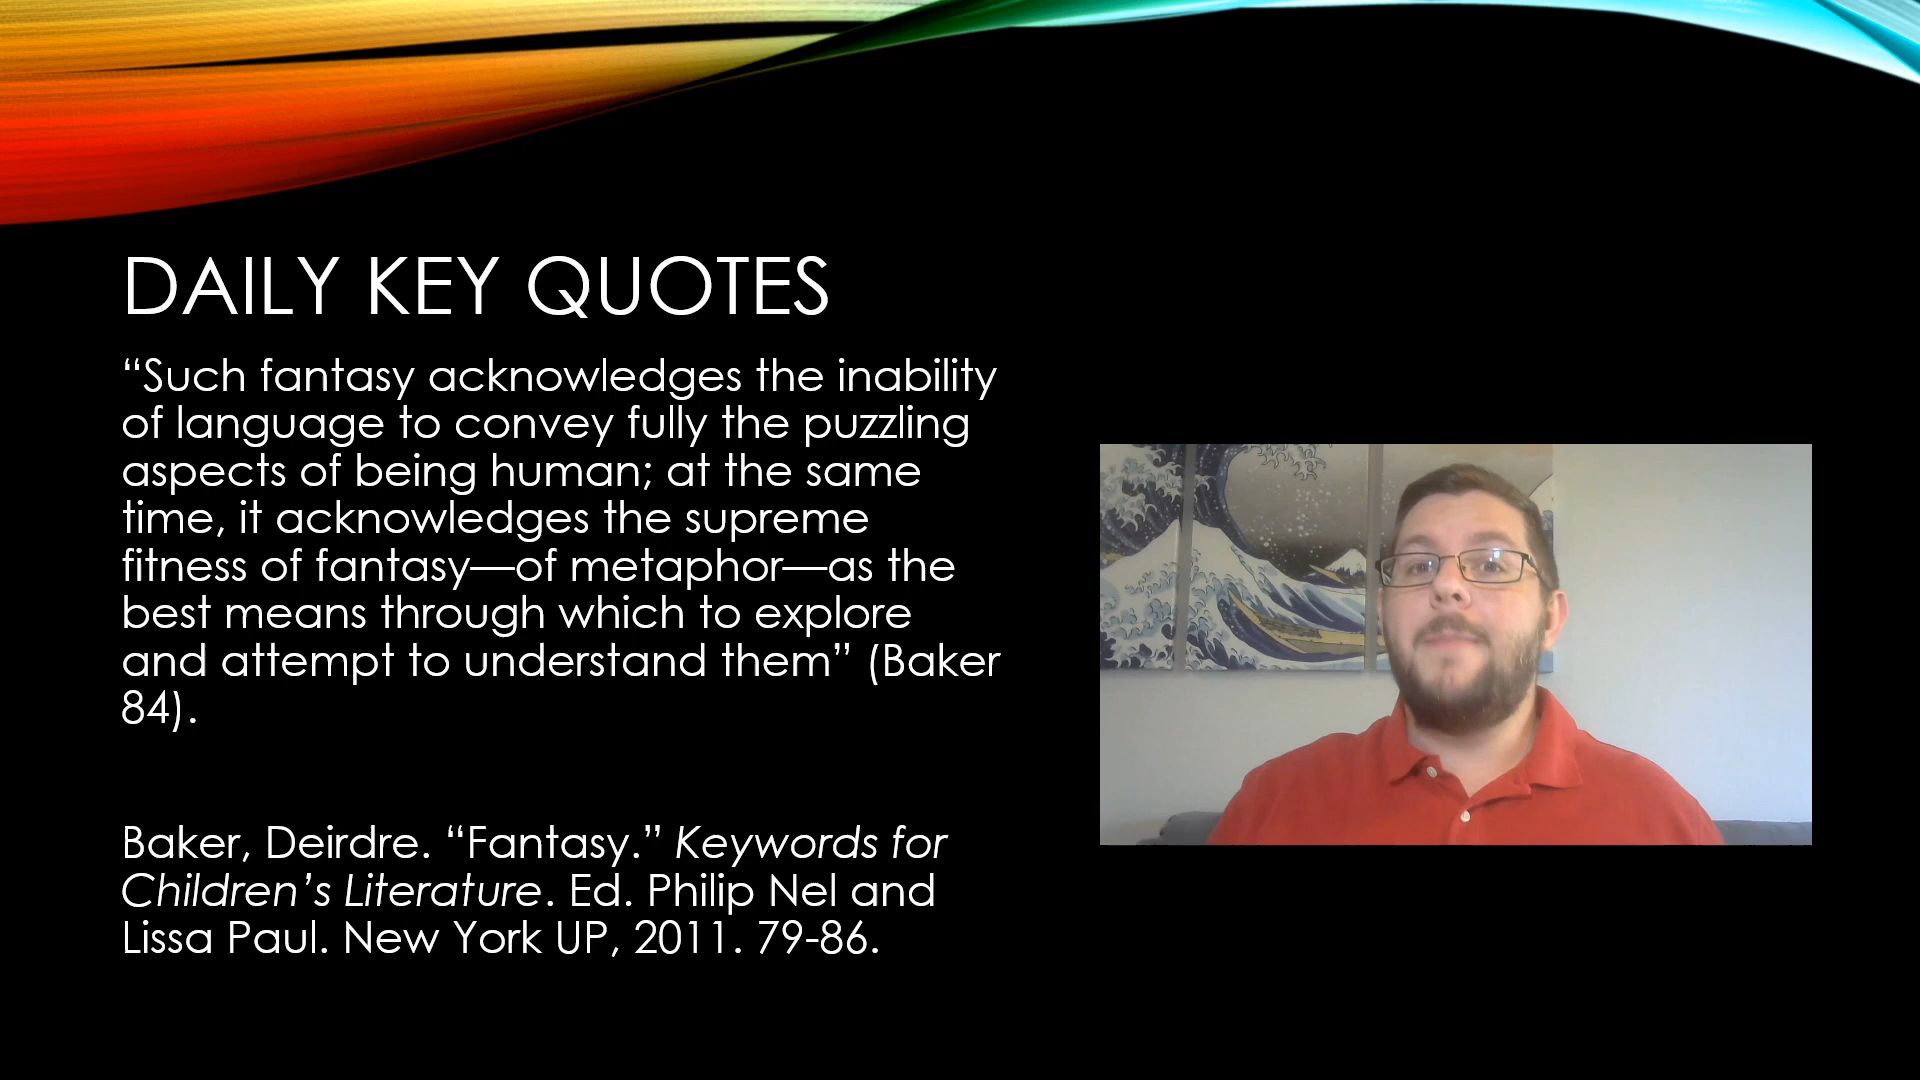 DAILY KEY QUOTES
“Such fantasy acknowledges the inability
of language to convey fully the puzzling
aspects of being human; at the same
time, it acknowledges the supreme
fitness of fantasy—of metaphor—as the
best means through which to explore
and attempt to understand them” (Baker
84).
Baker, Deirdre. “Fantasy.” Keywords for
Children’s Literature. Ed. Philip Nel and
Lissa Paul. New York UP, 2011. 79-86.